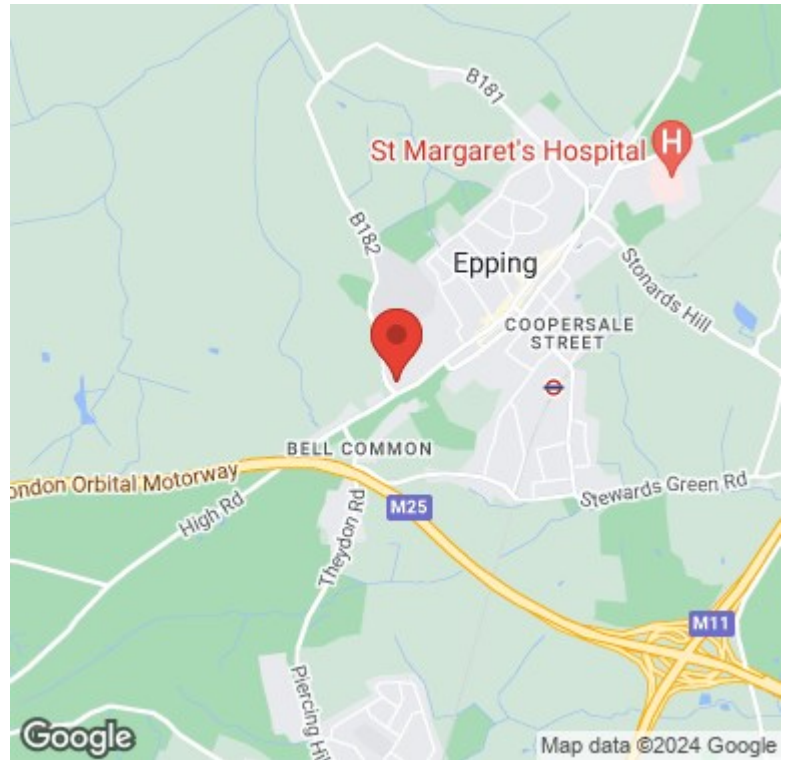 B181
St Margaret's Hospital
H
B182
Epping
Stonards Hill
COOPERSALE
STREET
BELL COMMON
ondon Orbital Motorway
High Rd
Theydon Rd
M25
Stewards Green Rd
M11
Piercing Hil
Google
Map data ©2024 Google